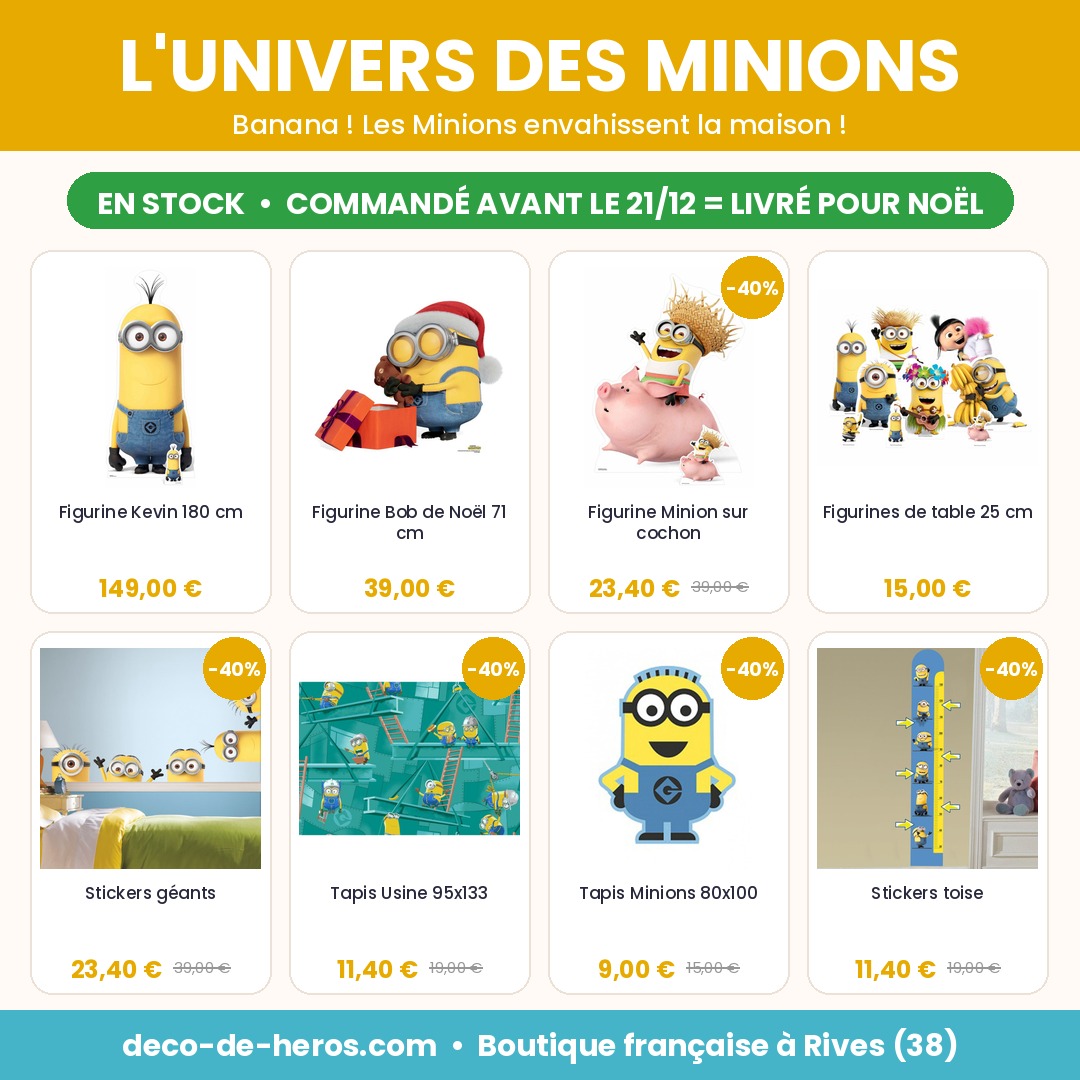 L'UNIVERS DES MINIONS
Banana ! Les Minions envahissent la maison !
EN STOCK • COMMANDÉ AVANT LE 21/12 = LIVRÉ POUR NOËL
Figurine Kevin 180 cm
149,00 €
Figurine Bob de Noël 71
cm
39,00 €
-40%
Figurine Minion sur
cochon
23,40 € 39,00 €
Figurines de table 25 cm
15,00 €
-40%
Stickers géants
23,40 € 39,00 €
-40%
Tapis Usine 95x133
11,40 € 19,00 €
-40%
Tapis Minions 80x100
9,00 € 15,00 €
-40%
Stickers toise
11,40 € 19,00 €
deco-de-heros.com • Boutique française à Rives (38)